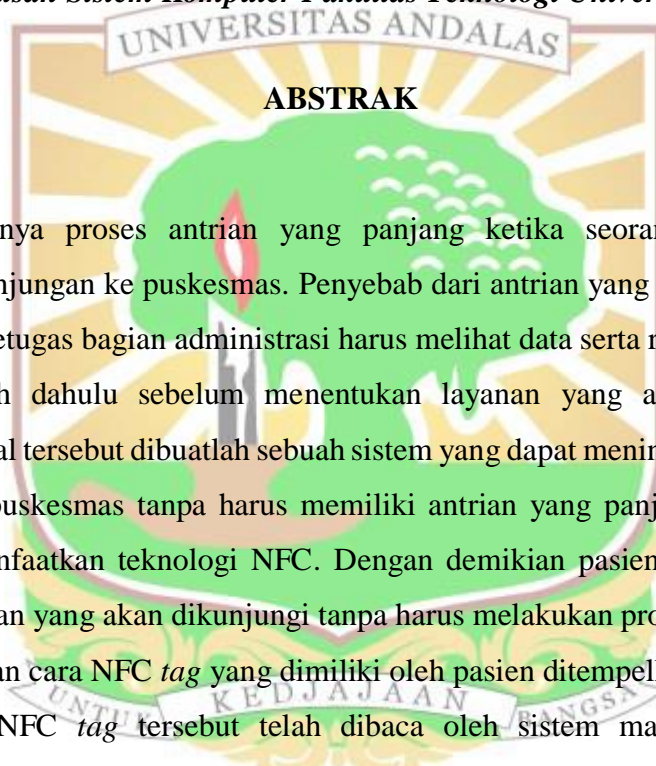 Sistem Komputer Fakultas Teknologi
UNIVERSITAS ANDALAS
ABSTRAK
nya proses antrian yang panjang ketika seoran
njungan ke puskesmas. Penyebab dari antrian yang
etugas bagian administrasi harus melihat data serta
h dahulu sebelum menentukan layanan yang a
al tersebut dibuatlah sebuah sistem yang dapat menin
puskesmas tanpa harus memiliki antrian yang panj
nfaatkan teknologi NFC. Dengan demikian pasien
an yang akan dikunjungi tanpa harus melakukan pro
an cara NFC tag yang dimiliki oleh pasien ditempel
NFC tag tersebut telah dibaca oleh sistem ma
UNTUK KEDJAJAAN BANGSA